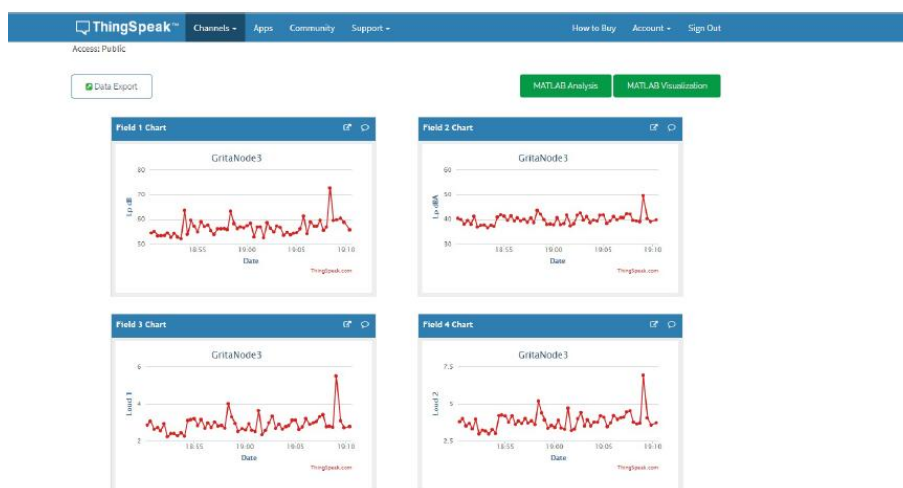 ThingSpeak™ Channels Apps Community Support How to Buy Account Sign Out
Access: Public
Data Export MATLAB Analysis MATLAB Visualization
Field 1 Chart
GritaNode3
80
70
60
50
Lp dB
18:55 19:00 19:05 19:10
Date
ThingSpeak.com
Field 2 Chart
GritaNode3
60
50
40
30
Lp dBA
18:55 19:00 19:05 19:10
Date
ThingSpeak.com
Field 3 Chart
GritaNode3
6
4
2
Loud 1
18:55 19:00 19:05 19:10
Date
ThingSpeak.com
Field 4 Chart
GritaNode3
7.5
5
2.5
Loud 2
18:55 19:00 19:05 19:10
Date
ThingSpeak.com